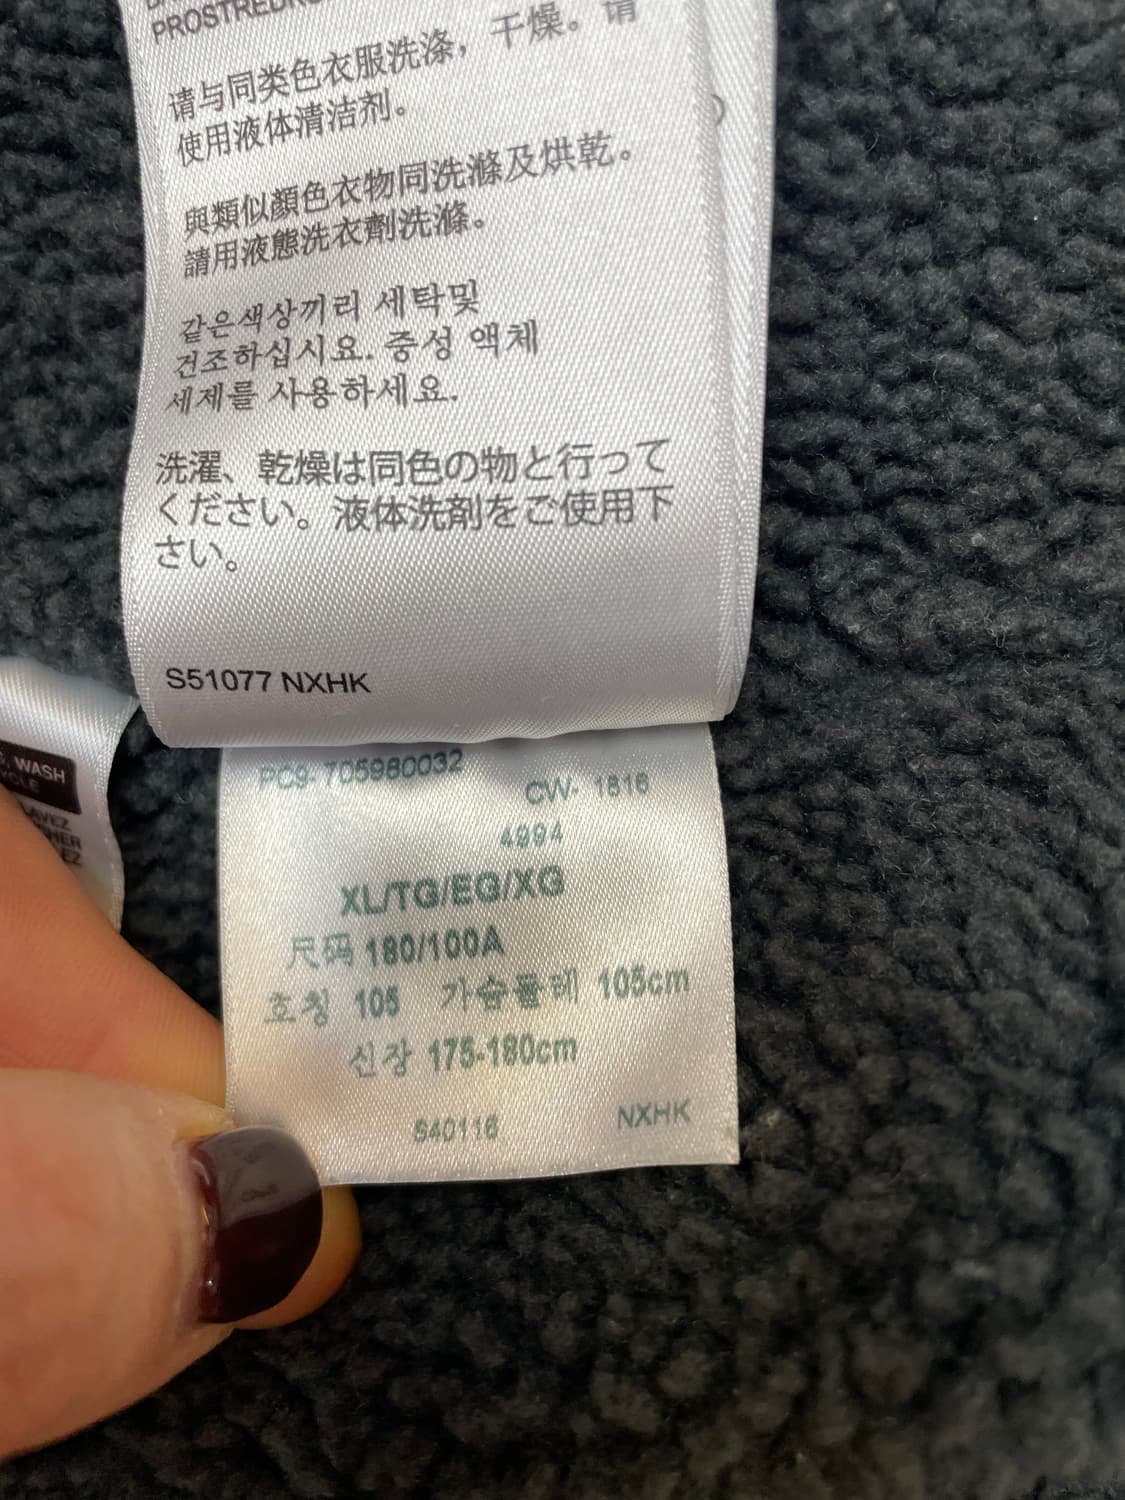 请与同类色衣服洗涤，干燥。请
使用液体清洁剂。
與類似顏色衣物同洗滌及烘乾。
請用液態洗衣劑洗滌。
같은색상끼리 세탁및
건조하십시요. 중성 액체
세제를 사용하세요.
洗濯、乾燥は同色の物と行って
ください。液体洗剤をご使用下
さい。
S51077 NXHK
WASH
PC9-705980032
CW- 1816
4994
XL/TG/EG/XG
尺码 180/100A
호칭 105 가슴둘레 105cm
신장 175-180cm
S40116 NXHK